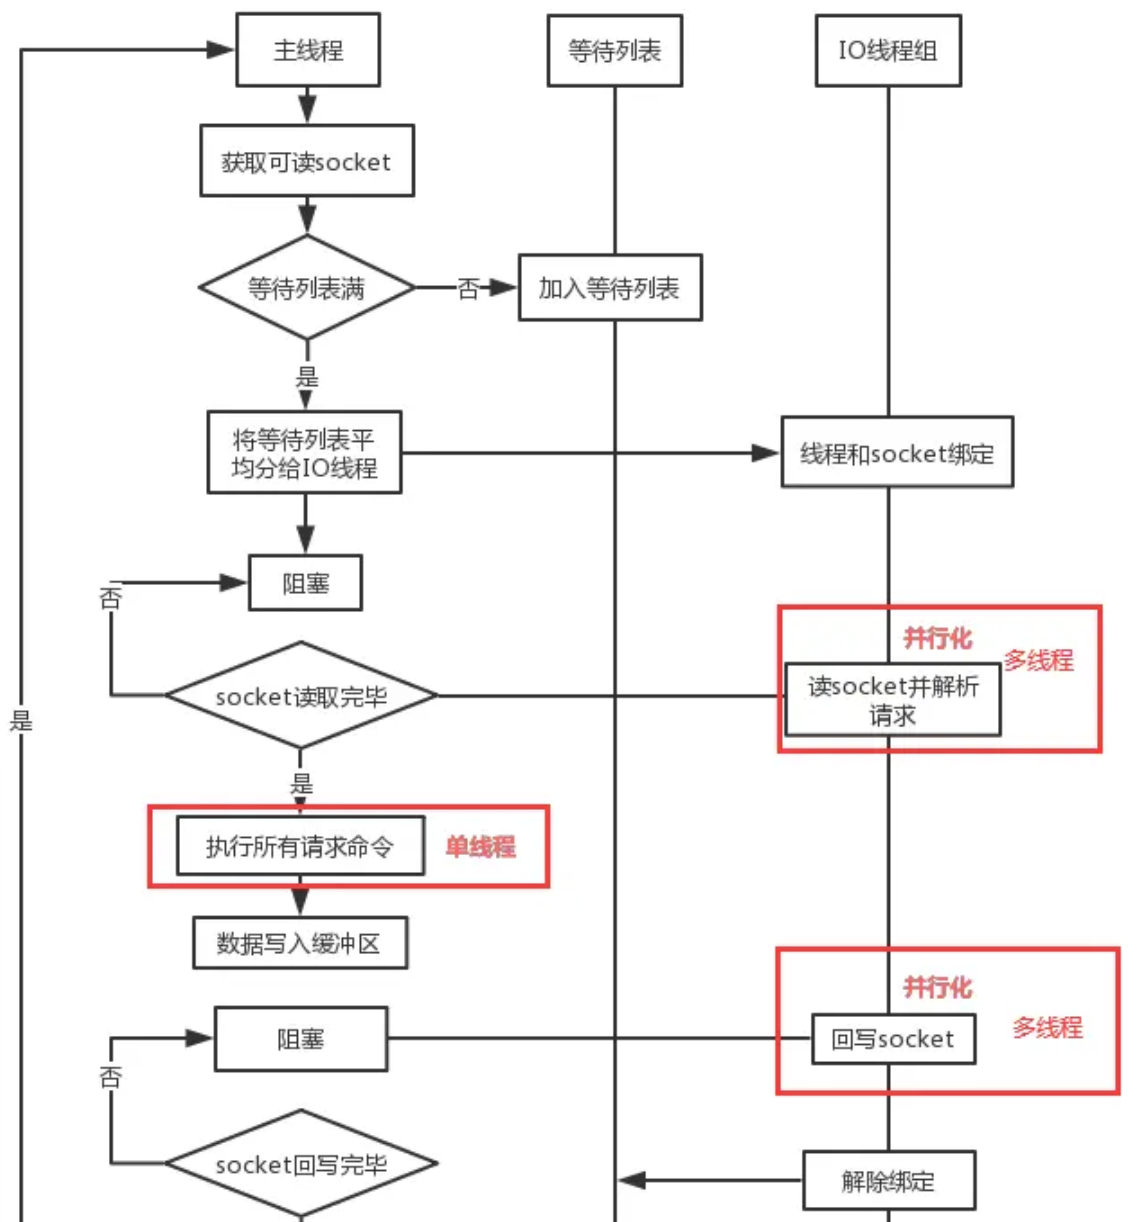 主线程
等待列表
IO线程组
获取可读socket
等待列表满
否
加入等待列表
是
将等待列表平
均分给IO线程
线程和socket绑定
阻塞
否
并行化
多线程
socket读取完毕
读socket并解析
请求
是
是
执行所有请求命令
单线程
数据写入缓冲区
并行化
多线程
阻塞
回写socket
否
socket回写完毕
解除绑定